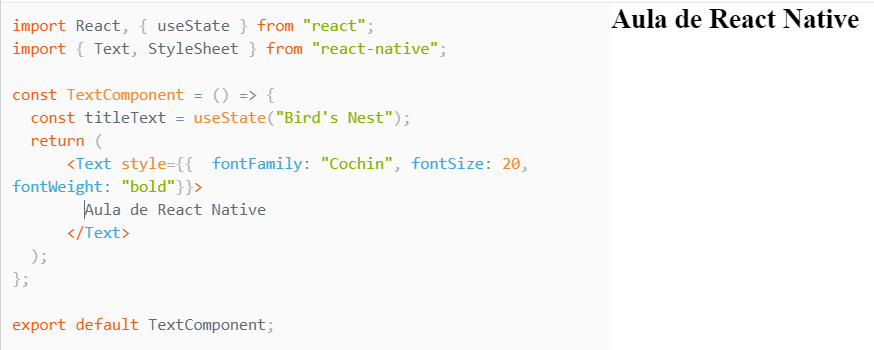 import React, { useState } from "react";
import { Text, StyleSheet } from "react-native";
const TextComponent = () => {
const titleText = useState("Bird's Nest");
return (
<Text style={{  fontFamily: "Cochin", fontSize: 20,
fontWeight: "bold"}}>
Aula de React Native
</Text>
);
};
export default TextComponent;
Aula de React Native